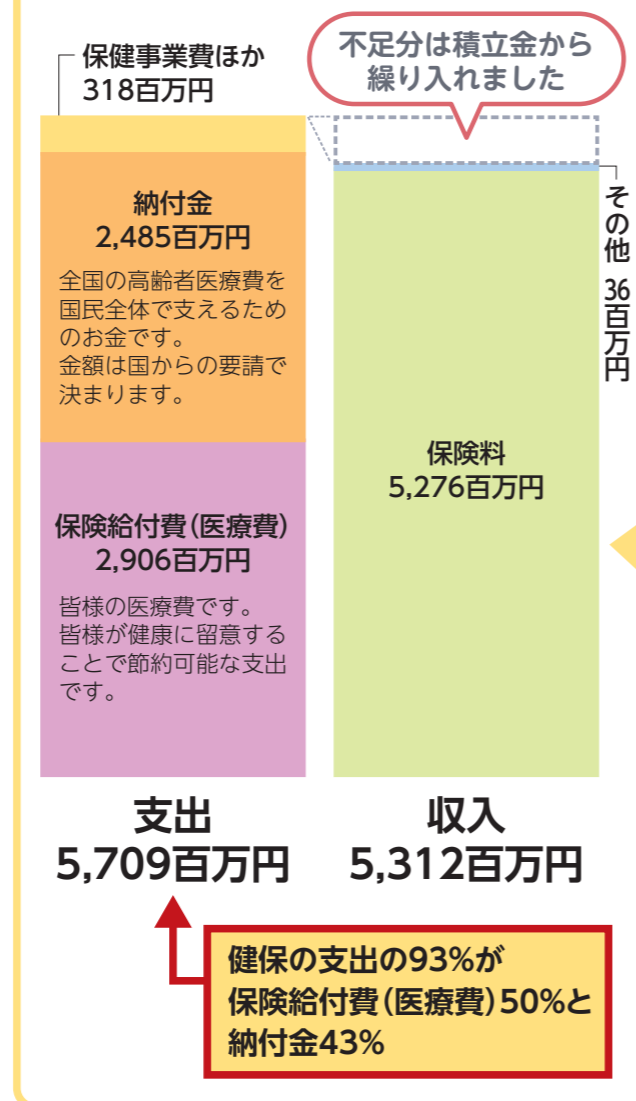 保健事業費ほか
318百万円
不足分は積立金から
繰り入れました
納付金
2,485百万円
全国の高齢者医療費を
国民全体で支えるため
のお金です。
金額は国からの要請で
決まります。
保険給付費(医療費)
2,906百万円
皆様の医療費です。
皆様が健康に留意する
ことで節約可能な支出
です。
その他 36百万円
保険料
5,276百万円
支出
5,709百万円
収入
5,312百万円
健保の支出の93%が
保険給付費(医療費)50%と
納付金43%